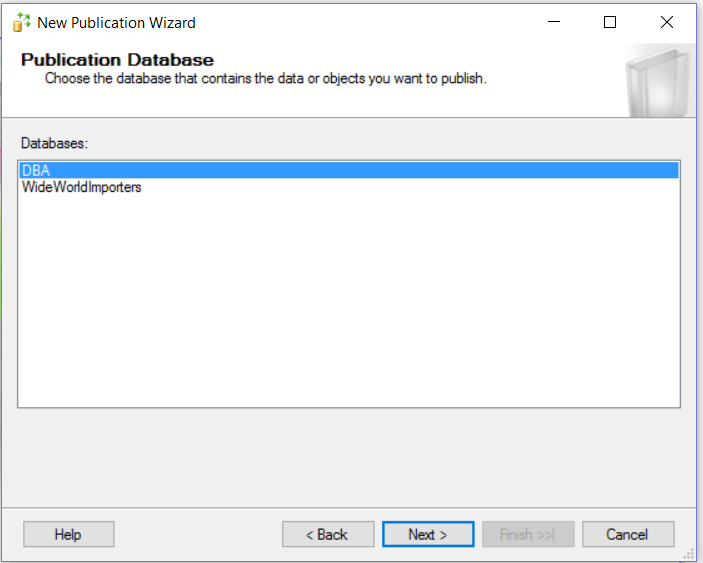 New Publication Wizard
Publication Database
Choose the database that contains the data or objects you want to publish.
Databases:
DBA
WideWorldImporters
Help
< Back
Next >
Finish >>|
Cancel